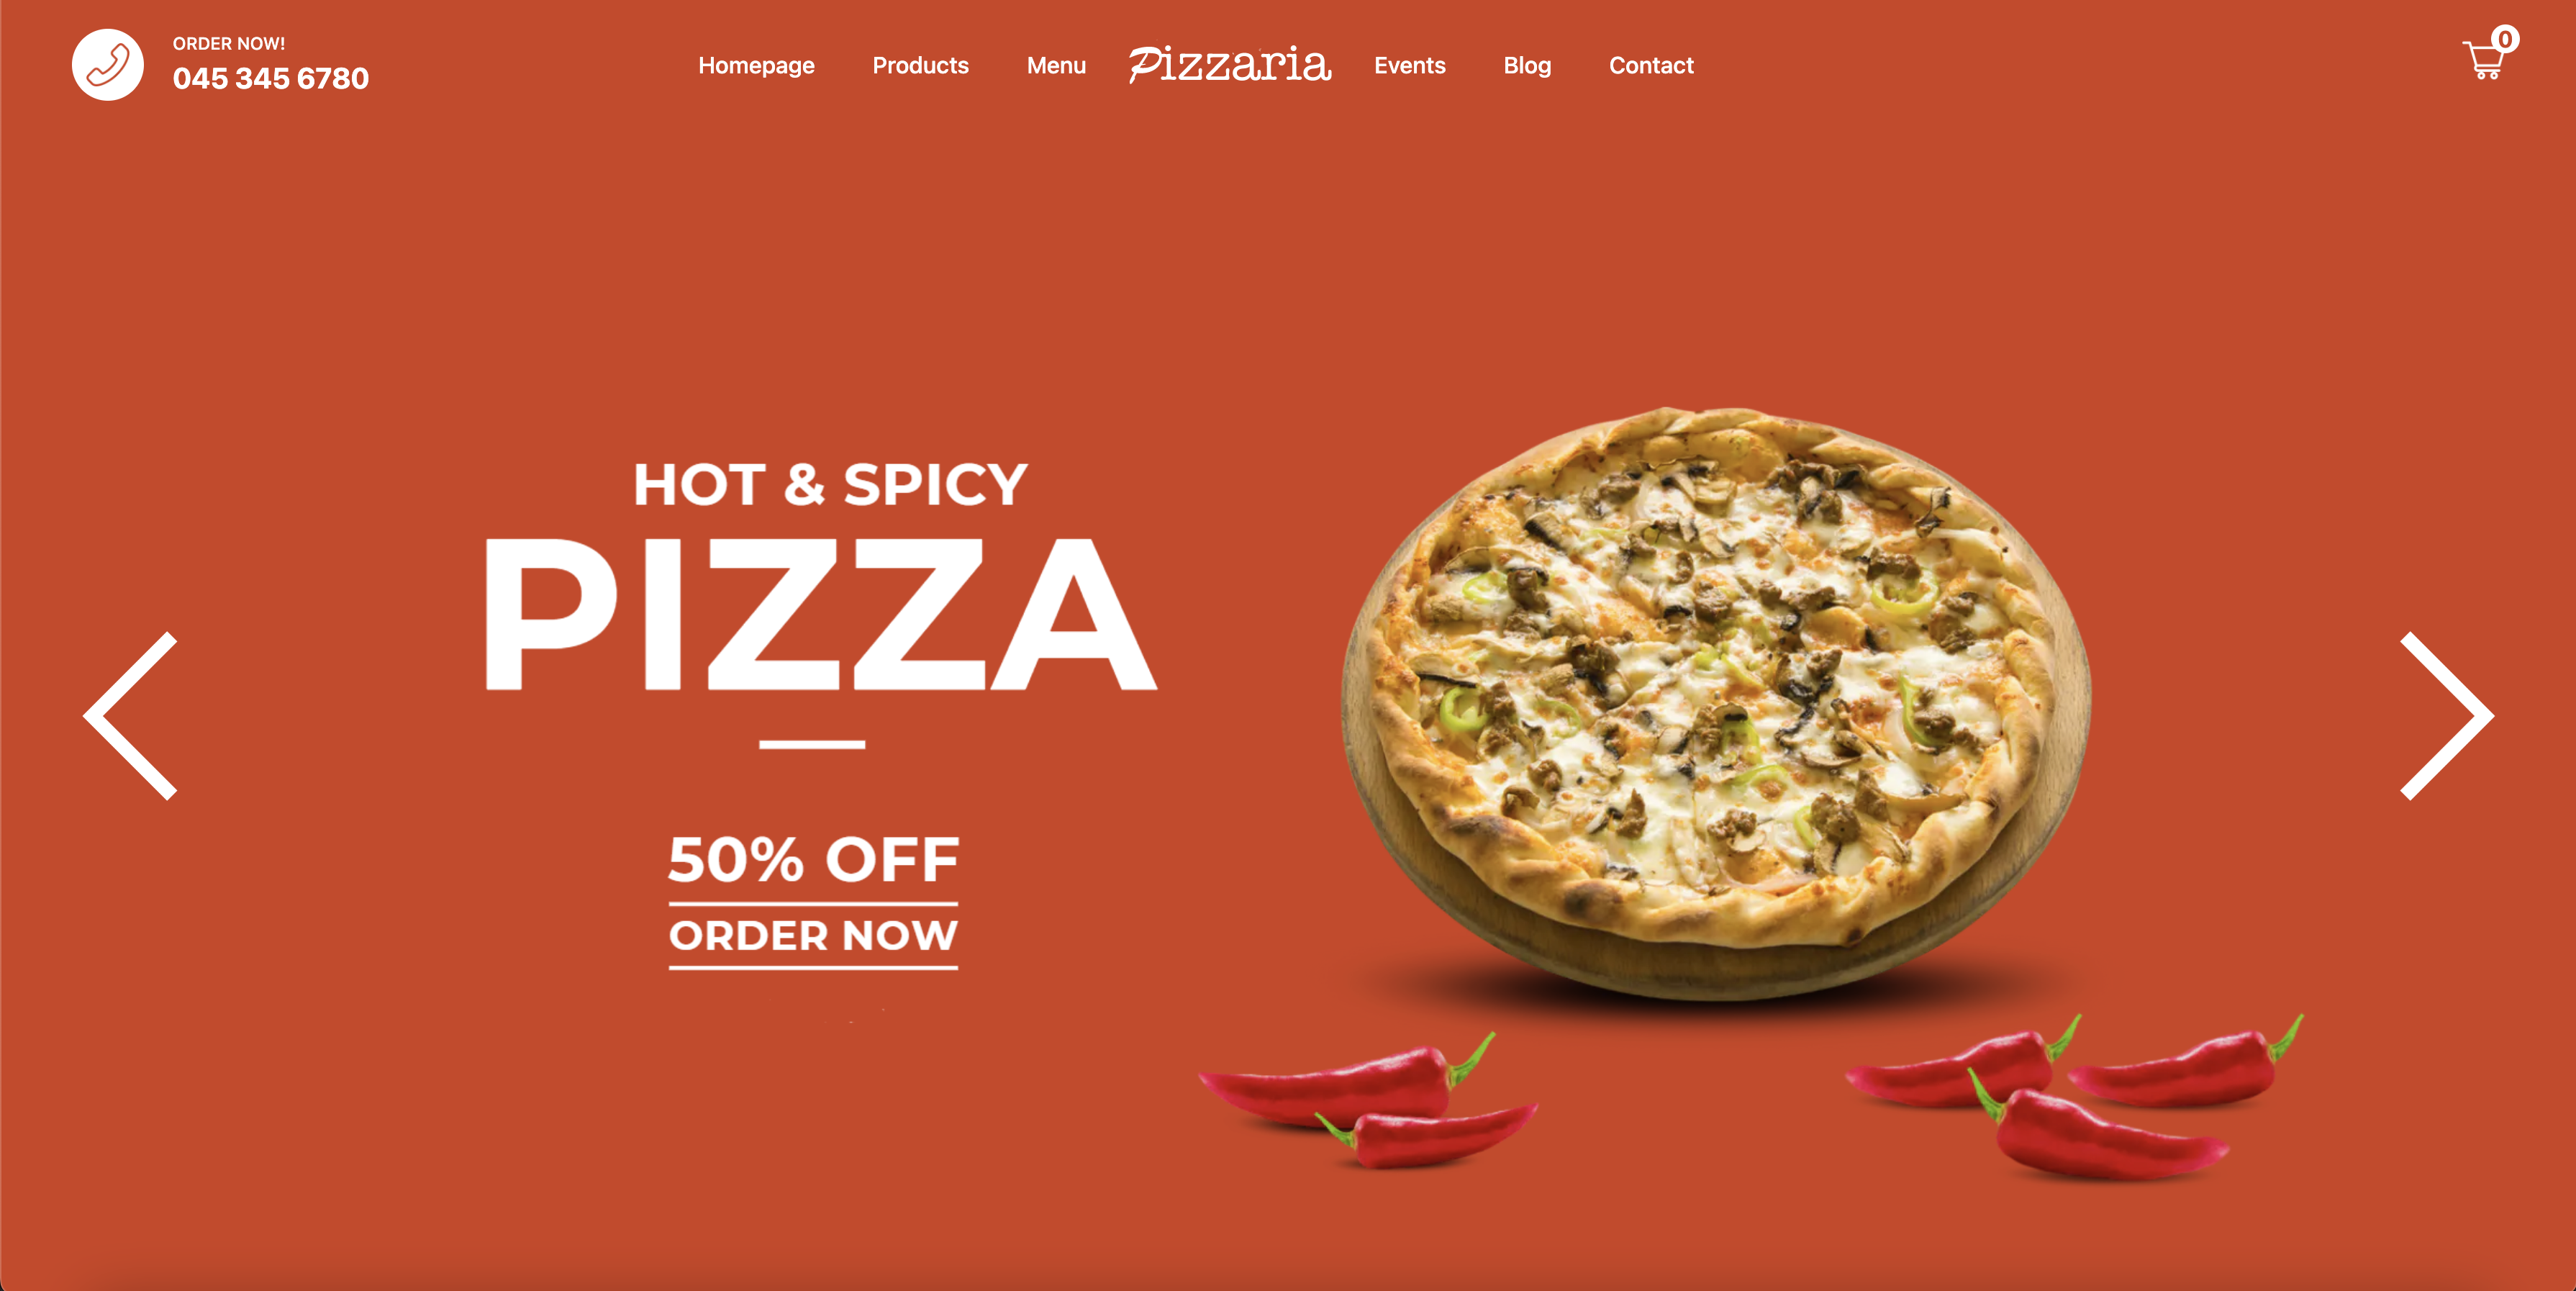 ORDER NOW!
045 345 6780
Homepage
Products
Menu
Pizzaria
Events
Blog
Contact
0
HOT & SPICY
PIZZA
50% OFF
ORDER NOW